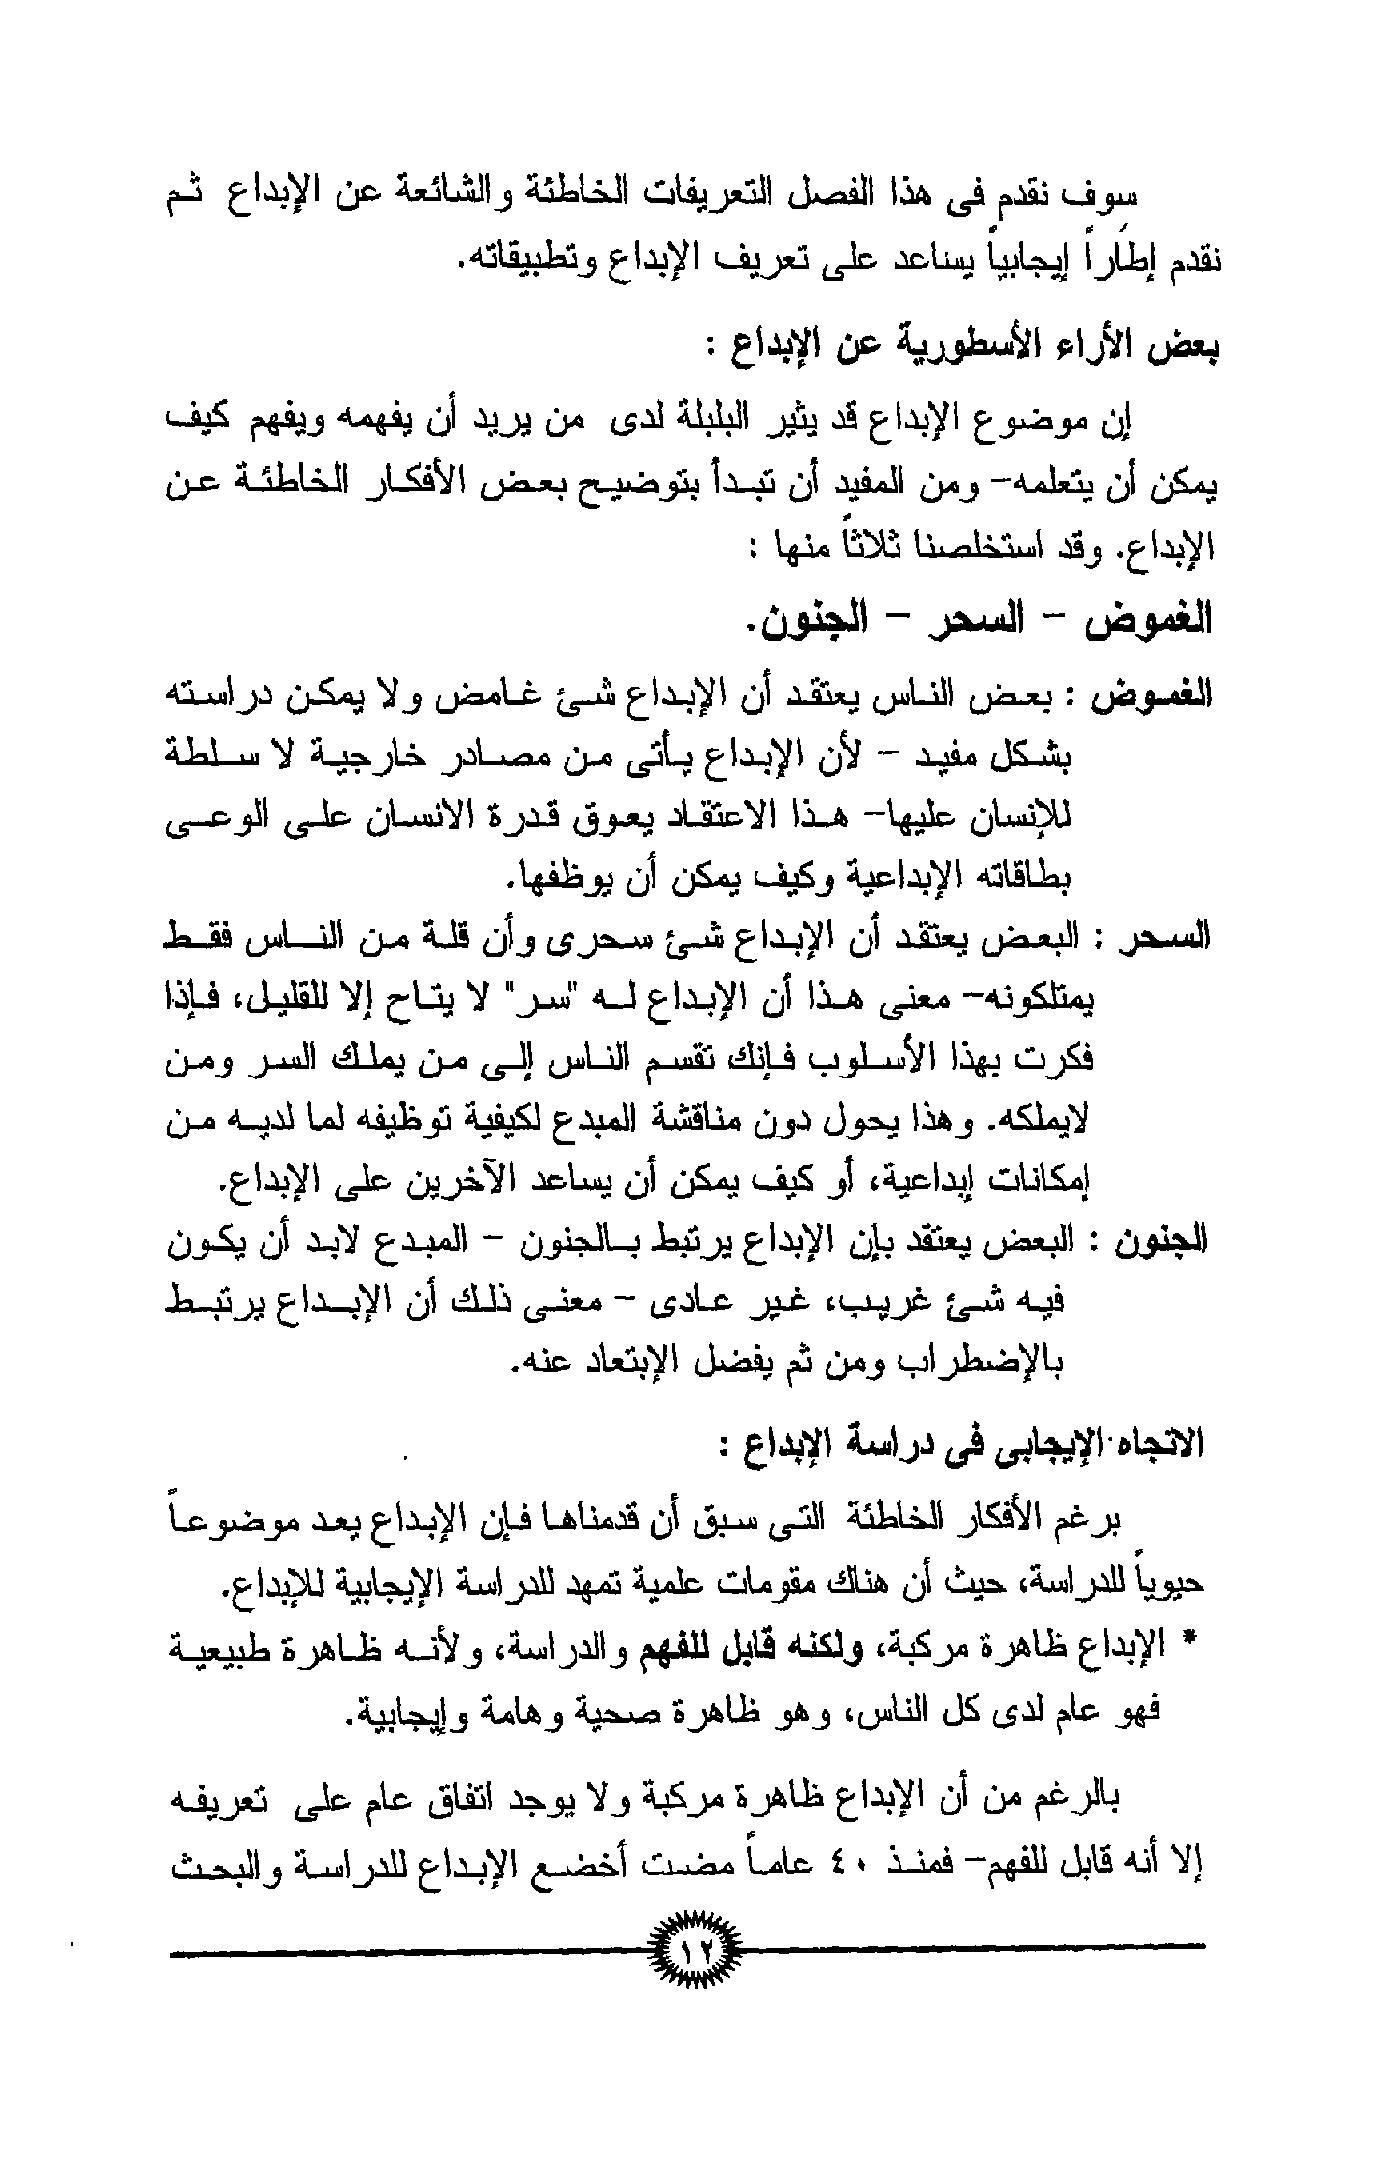 سوف نقدم فى هذا الفصل التعريفات الخاطئة والشائعة عن الإبداع ثم
نقدم إطاراً إيجابياً يساعد على تعريف الإبداع وتطبيقاته.
بعض الأراء الأسطورية عن الإبداع :
إن موضوع الإبداع قد يثير البلبلة لدى من يريد أن يفهمه ويفهم كيف
يمكن أن يتعلمه- ومن المفيد أن تبدأ بتوضيح بعض الأفكار الخاطئة عن
الإبداع. وقد استخلصنا ثلاثاً منها :
الغموض - السحر - الجنون.
الغموض : بعض الناس يعتقد أن الإبداع شئ غامض ولا يمكن دراسته
بشكل مفيد - لأن الإبداع يأتى من مصادر خارجية لا سلطة
للإنسان عليها- هذا الاعتقاد يعوق قدرة الانسان على الوعى
بطاقاته الإبداعية وكيف يمكن أن يوظفها.
السحر : البعض يعتقد أن الإبداع شئ سحرى وأن قلة من الناس فقط
يمتلكونه- معنى هذا أن الإبداع له "سر" لا يتاح إلا للقليل، فإذا
فكرت بهذا الأسلوب فإنك تقسم الناس إلى من يملك السر ومن
لايملكه. وهذا يحول دون مناقشة المبدع لكيفية توظيفه لما لديه من
إمكانات إبداعية، أو كيف يمكن أن يساعد الآخرين على الإبداع.
الجنون : البعض يعتقد بإن الإبداع يرتبط بالجنون - المبدع لابد أن يكون
فيه شئ غريب، غير عادى - معنى ذلك أن الإبداع يرتبط
بالإضطراب ومن ثم يفضل الإبتعاد عنه.
الاتجاه الإيجابى فى دراسة الإبداع :
برغم الأفكار الخاطئة التى سبق أن قدمناها فإن الإبداع يعد موضوعاً
حيوياً للدراسة، حيث أن هناك مقومات علمية تمهد للدراسة الإيجابية للإبداع.
* الإبداع ظاهرة مركبة، ولكنه قابل للفهم والدراسة، ولأنه ظاهرة طبيعية
فهو عام لدى كل الناس، وهو ظاهرة صحية وهامة وإيجابية.
بالرغم من أن الإبداع ظاهرة مركبة ولا يوجد اتفاق عام على تعريفه
إلا أنه قابل للفهم- فمنذ ٤٠ عاماً مضت أخضع الإبداع للدراسة والبحث
١٢